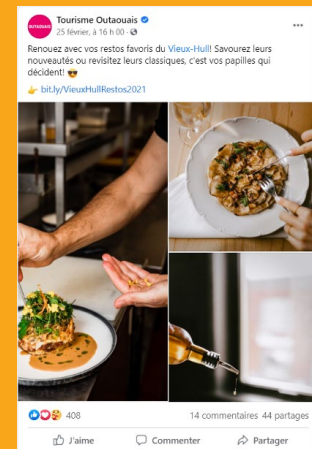 OUTAOUAIS
Tourisme Outaouais
25 février, à 16 h 00 ·
Renouez avec vos restos favoris du Vieux-Hull! Savourez leurs
nouveautés ou revisitez leurs classiques, c'est vos papilles qui
décident! 😎
👉 bit.ly/VieuxHullRestos2021
408
14 commentaires 44 partages
J'aime
Commenter
Partager